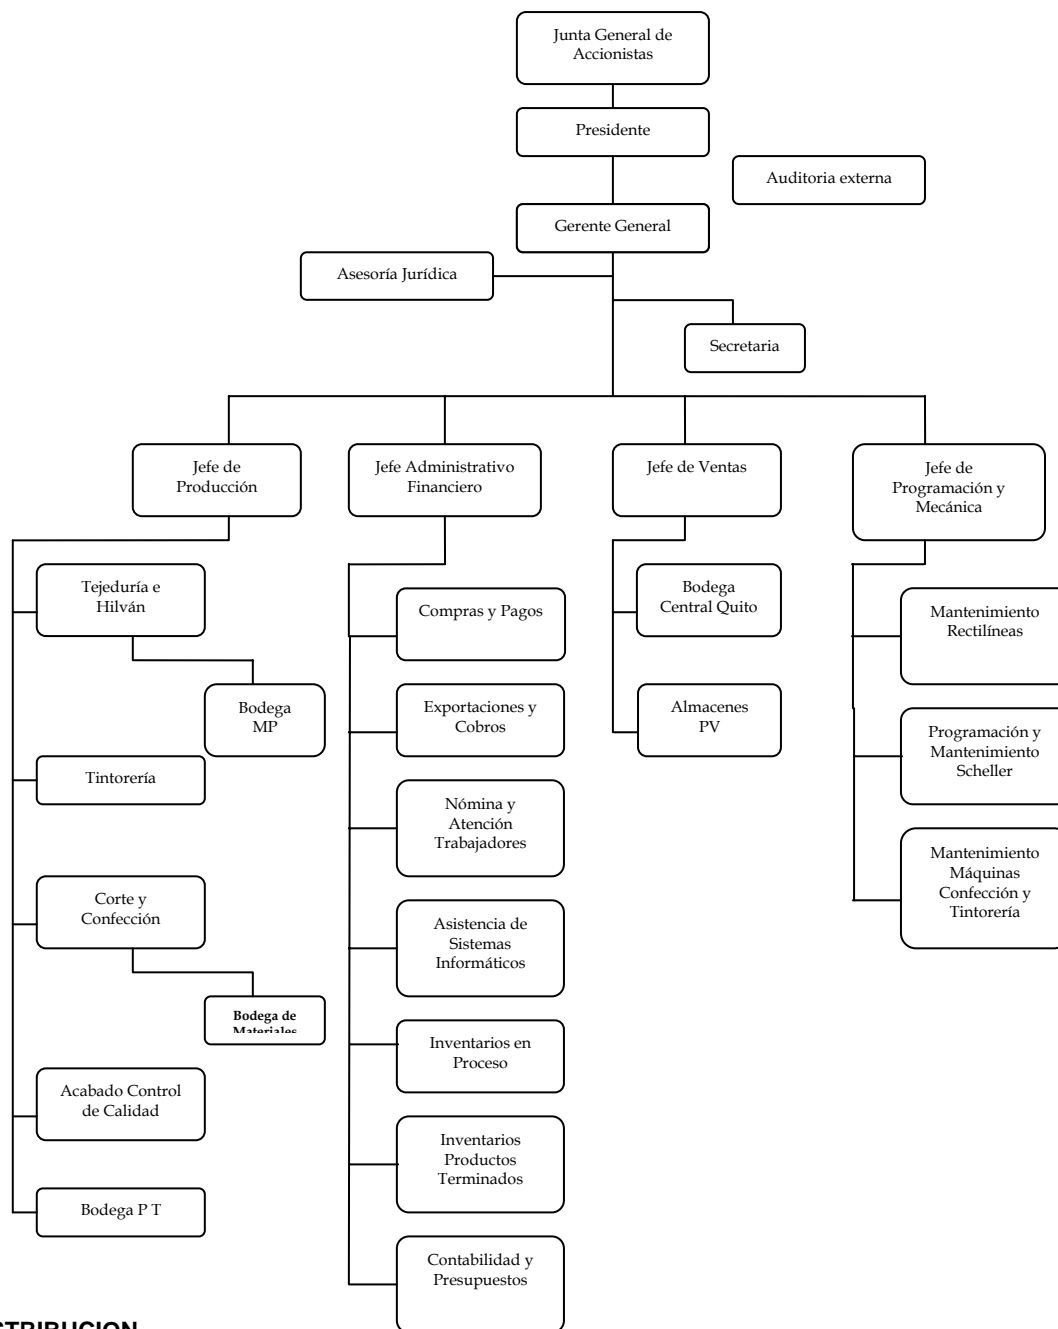 Junta General de
Accionistas
Presidente
Auditoria externa
Gerente General
Asesoría Jurídica
Secretaria
Jefe de
Producción
Jefe Administrativo
Financiero
Jefe de Ventas
Jefe de
Programación y
Mecánica
Tejeduría e
Hilván
Bodega
MP
Tintorería
Corte y
Confección
Bodega de
Materiales
Acabado Control
de Calidad
Bodega P T
Compras y Pagos
Exportaciones y
Cobros
Nómina y
Atención
Trabajadores
Asistencia de
Sistemas
Informáticos
Inventarios en
Proceso
Inventarios
Productos
Terminados
Contabilidad y
Presupuestos
Bodega
Central Quito
Almacenes
PV
Mantenimiento
Rectilíneas
Programación y
Mantenimiento
Scheller
Mantenimiento
Máquinas
Confección y
Tintorería
STRIBUCION